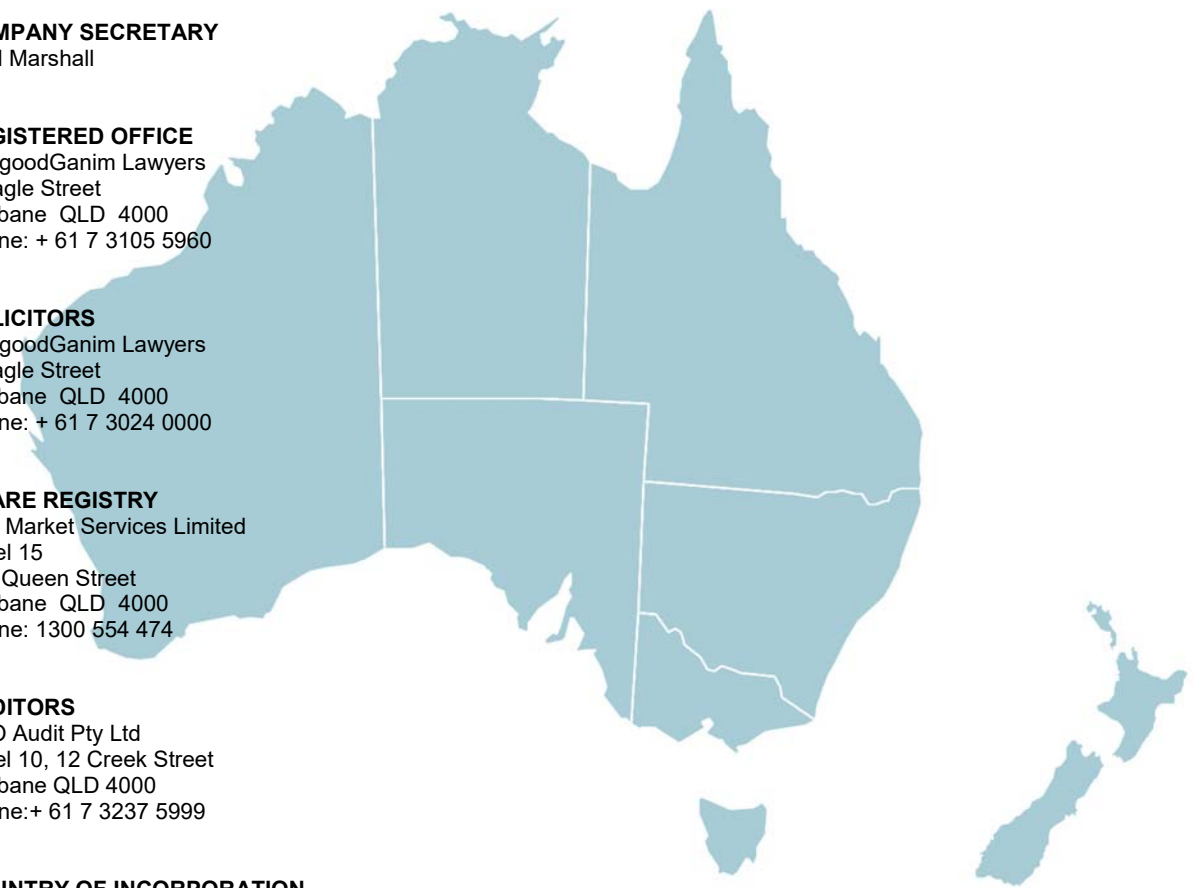 MPANY SECRETARY
l Marshall
GISTERED OFFICE
goodGanim Lawyers
agle Street
bane QLD 4000
ne: + 61 7 3105 5960
LICITORS
goodGanim Lawyers
agle Street
bane QLD 4000
ne: + 61 7 3024 0000
ARE REGISTRY
Market Services Limited
el 15
Queen Street
bane QLD 4000
ne: 1300 554 474
DITORS
O Audit Pty Ltd
el 10, 12 Creek Street
bane QLD 4000
ne:+ 61 7 3237 5999
UNTRY OF INCORPORATION